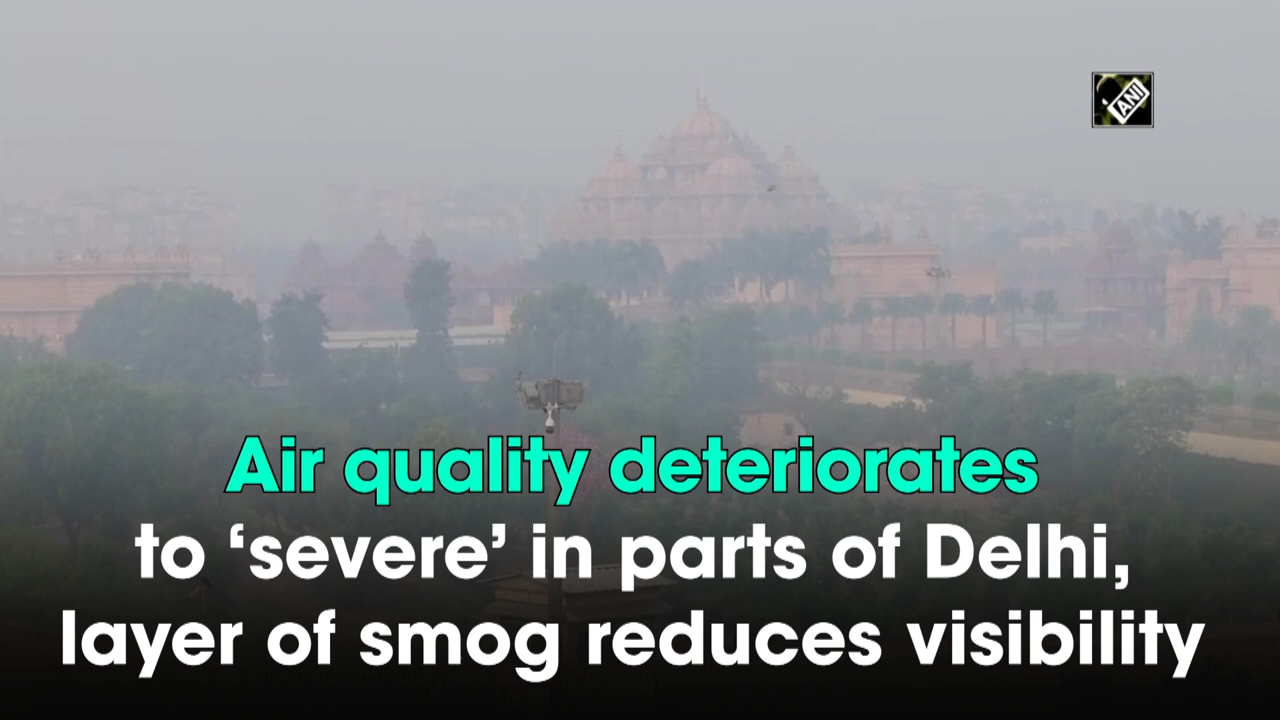 ANI
Air quality deteriorates
to ‘severe’ in parts of Delhi,
layer of smog reduces visibility